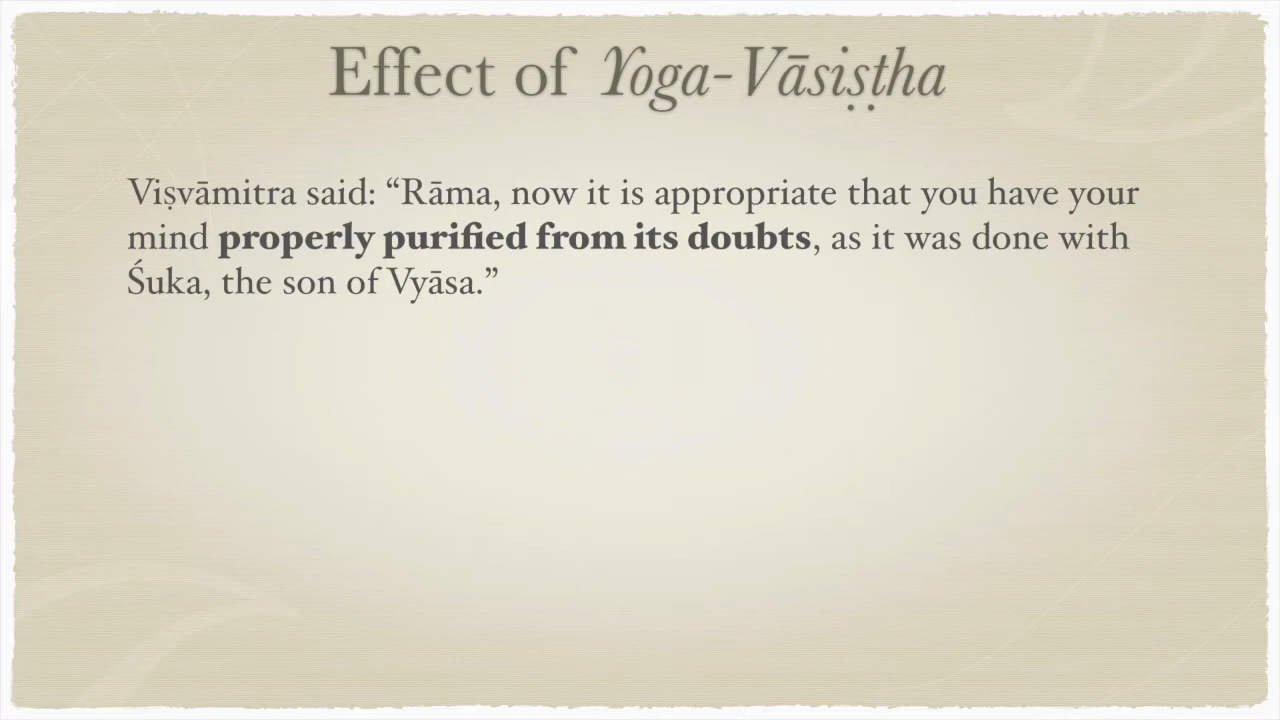 Effect of Yoga-Vāsiṣṭha
Viṣvāmitra said: “Rāma, now it is appropriate that you have your
mind properly purified from its doubts, as it was done with
Śuka, the son of Vyāsa.”